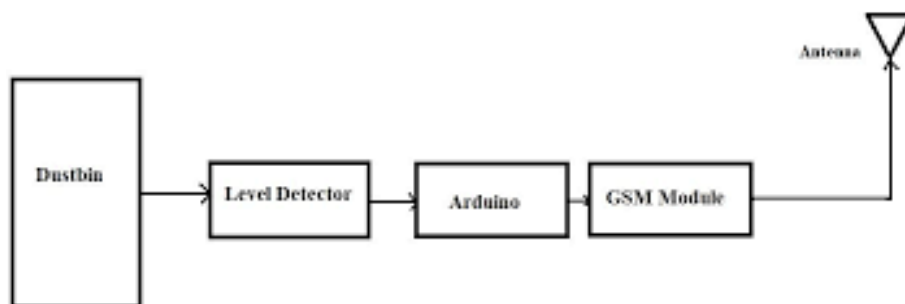 Antenna
Dustbin
Level Detector
Arduino
GSM Module